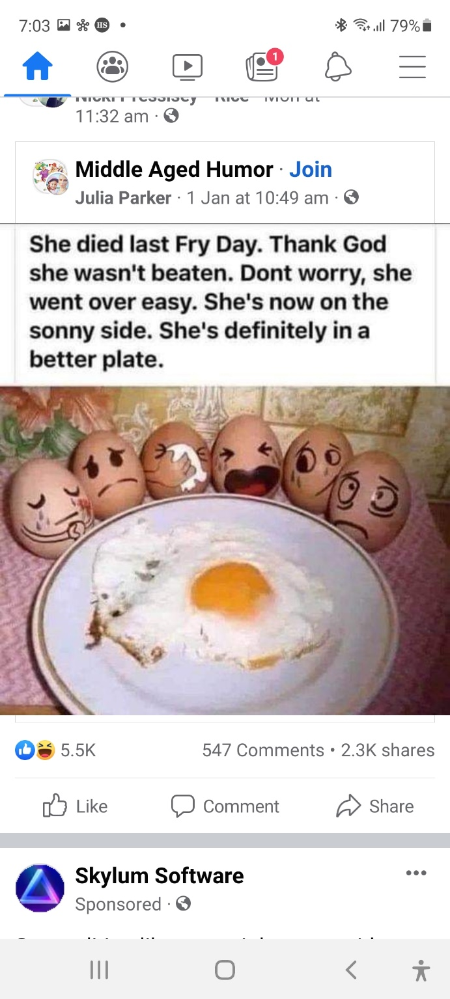 7:03 HS 79%
1
11:32 am ·
Middle Aged Humor · Join
Julia Parker · 1 Jan at 10:49 am ·
She died last Fry Day. Thank God
she wasn't beaten. Dont worry, she
went over easy. She's now on the
sonny side. She's definitely in a
better plate.
5.5K 547 Comments • 2.3K shares
Like Comment Share
Skylum Software
Sponsored ·